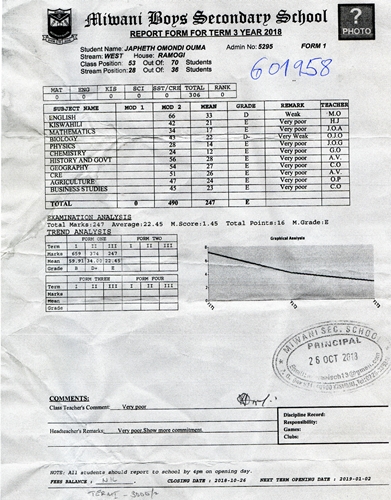 Miwani Boys Secondary School
REPORT FORM FOR TERM 3 YEAR 2018
? PHOTO
Student Name: JAPHETH OMONDI OUMA Admin No: 5295 FORM 1
Stream: WEST House: RAMOGI
Class Position: 53 Out Of: 70 Students
Stream Position: 28 Out Of: 36 Students
601958
MAT ENG KIS SCI SST/CRE TOTAL RANK
0 0 0 0 0 306 1
SUBJECT NAME MOD 1 MOD 2 MEAN GRADE REMARK TEACHER
ENGLISH 66 33 D Weak M.O
KISWAHILI 42 21 E Very poor H.J
MATHEMATICS 34 17 E Very poor J.O.A
BIOLOGY 43 22 D- Very Weak O.J.O
PHYSICS 28 14 E Very poor J.O.G
CHEMISTRY 24 12 E Very poor G.O
HISTORY AND GOVT 56 28 E Very poor A.V.
GEOGRAPHY 54 27 E Very poor C.O
CRE 51 26 E Very poor A.V.
AGRICULTURE 47 24 E Very poor O.P
BUSINESS STUDIES 45 23 E Very poor C.O
TOTAL 0 490 247 E
EXAMINATION ANALYSIS
Total Marks:247 Average:22.45 M.Score:1.45 Total Points:16 M.Grade:E
TREND ANALYSIS
Graphical Analysis
FORM ONE FORM TWO
Term I II III I II III
Marks 659 374 247
Mean 59.91 34.00 22.45
Grade B D+ E
FORM THREE FORM FOUR
Term I II III I II III
Marks
Mean
Grade
MIWANI SEC. SCHOOL
PRINCIPAL
26 OCT 2018
COMMENTS:
Class Teacher's Comment: Very poor
Headteacher's Remarks: Very poor.Show more commitment.
Discipline Record:
Responsibility:
Games:
Clubs:
NOTE: All students should report to school by 4pm on opening day.
FEES BALANCE : NIL CLOSING DATE : 2018-10-26 NEXT TERM OPENING DATE : 2019-01-02